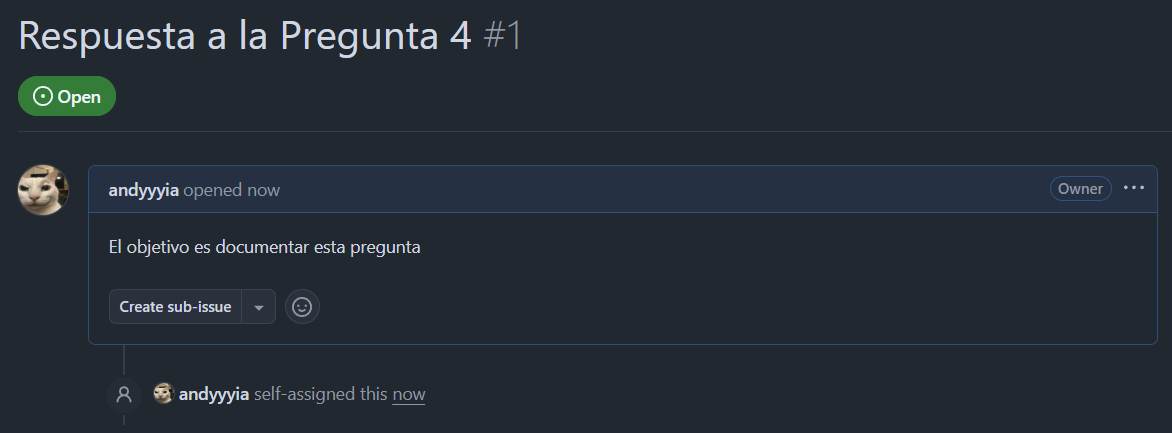 Respuesta a la Pregunta 4 #1
Open
andyyyia opened now
Owner
El objetivo es documentar esta pregunta
Create sub-issue
andyyyia self-assigned this now